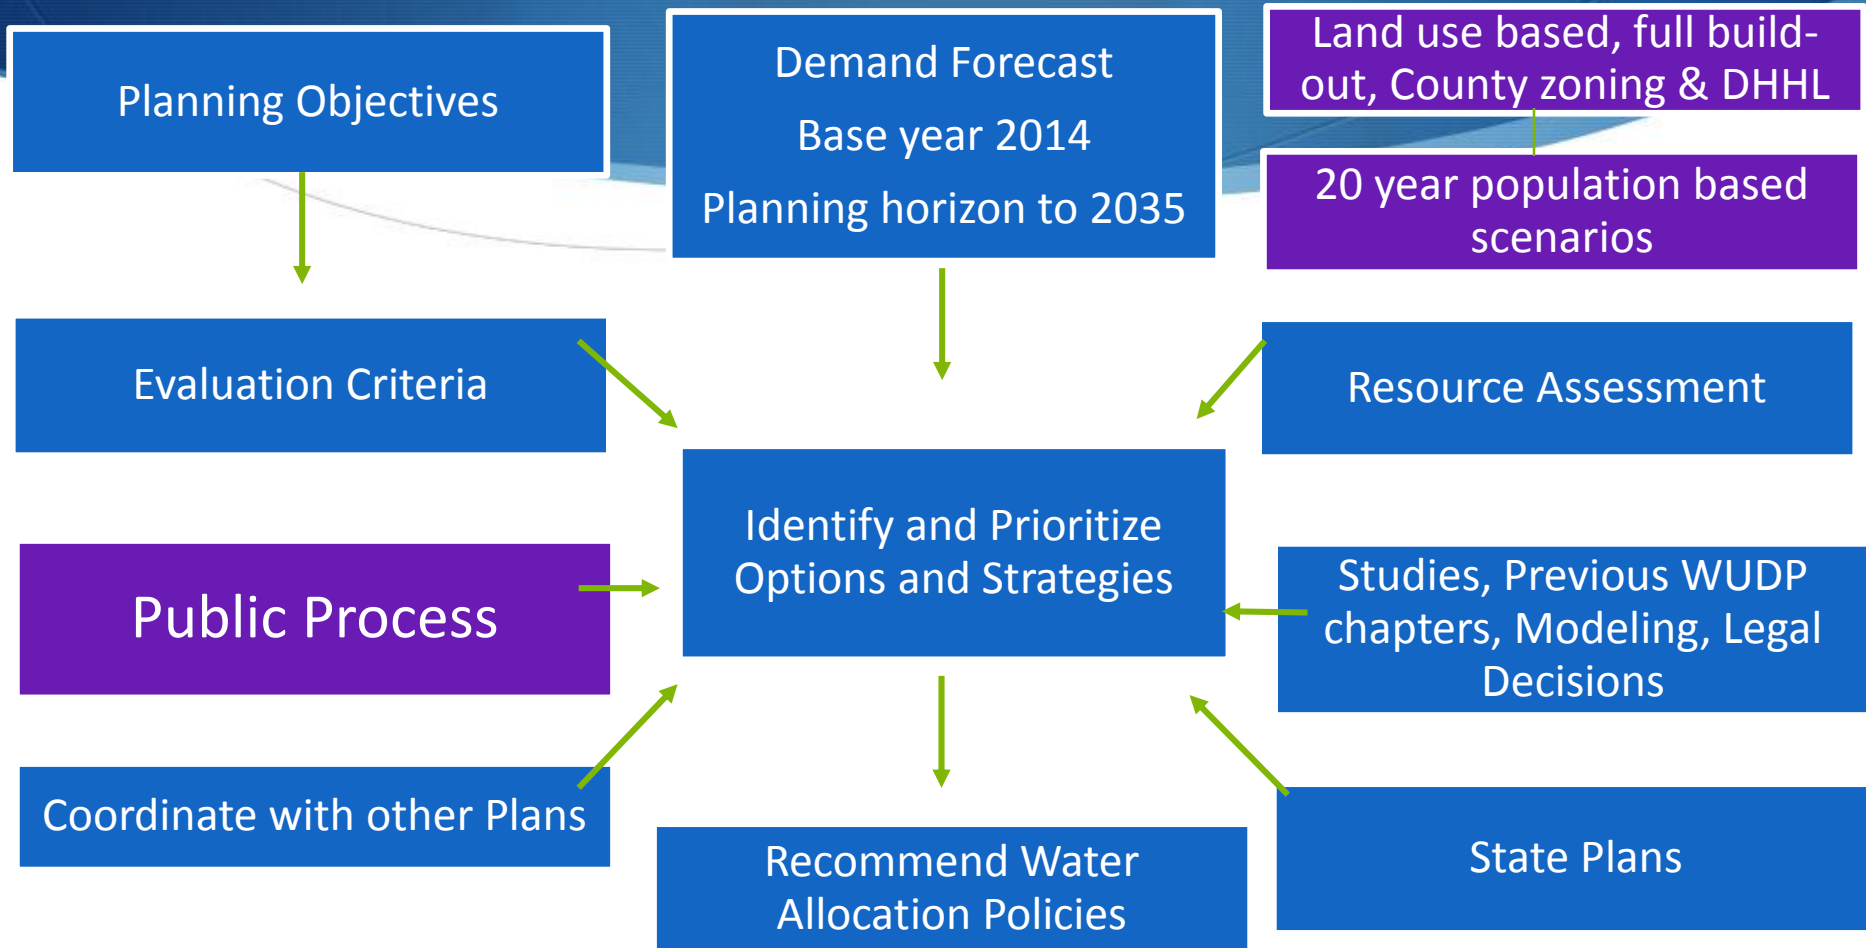 Planning Objectives
Demand Forecast
Base year 2014
Planning horizon to 2035
Land use based, full build-
out, County zoning & DHHL
20 year population based
scenarios
Evaluation Criteria
Resource Assessment
Identify and Prioritize
Options and Strategies
Public Process
Studies, Previous WUDP
chapters, Modeling, Legal
Decisions
Coordinate with other Plans
Recommend Water
Allocation Policies
State Plans